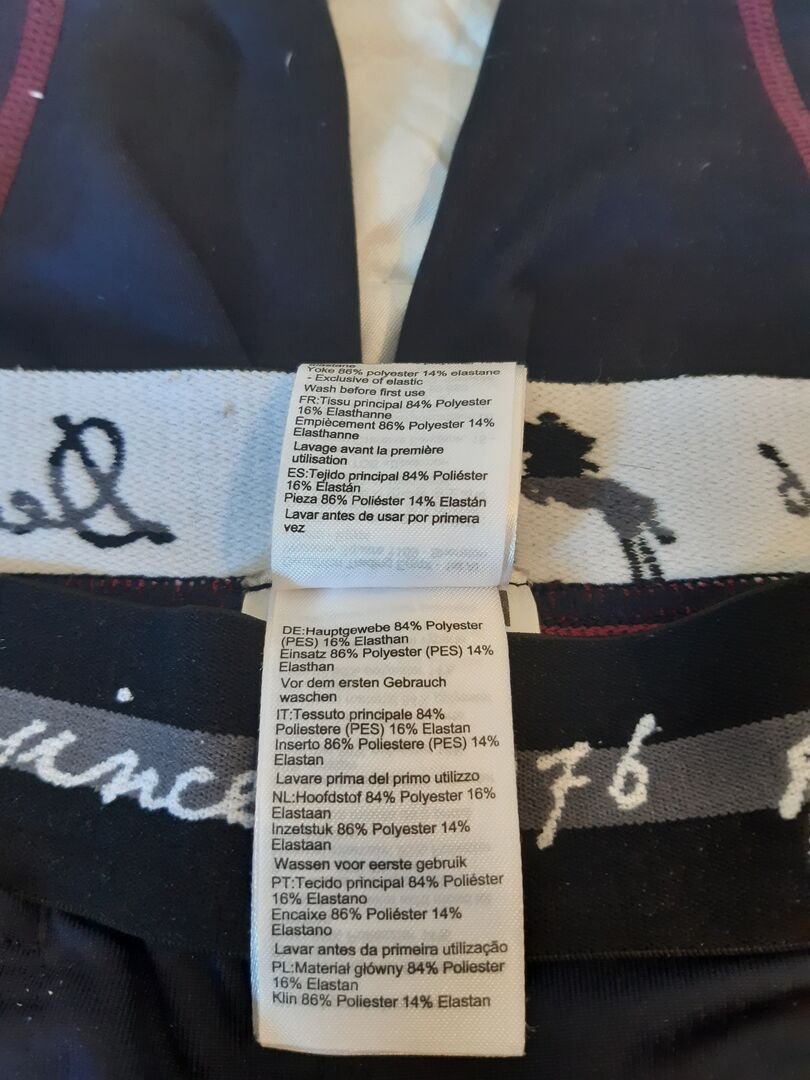 Yoke 86% polyester 14% elastane
- Exclusive of elastic
Wash before first use
FR:Tissu principal 84% Polyester
16% Elasthanne
Empiècement 86% Polyester 14%
Elasthanne
Lavage avant la première
utilisation
ES:Tejido principal 84% Poliéster
16% Elastán
Pieza 86% Poliéster 14% Elastán
Lavar antes de usar por primera
vez
DE:Hauptgewebe 84% Polyester
(PES) 16% Elasthan
Einsatz 86% Polyester (PES) 14%
Elasthan
Vor dem ersten Gebrauch
waschen
IT:Tessuto principale 84%
Poliestere (PES) 16% Elastan
Inserto 86% Poliestere (PES) 14%
Elastan
Lavare prima del primo utilizzo
NL:Hoofdstof 84% Polyester 16%
Elastaan
Inzetstuk 86% Polyester 14%
Elastaan
Wassen voor eerste gebruik
PT:Tecido principal 84% Poliéster
16% Elastano
Encaixe 86% Poliéster 14%
Elastano
Lavar antes da primeira utilização
PL:Materiał główny 84% Poliester
16% Elastan
Klin 86% Poliester 14% Elastan
76